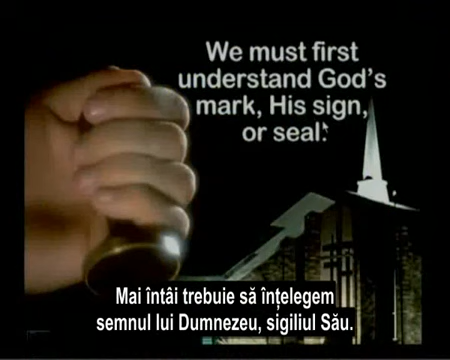 We must first
understand God's
mark, His sign,
or seal.
Mai întâi trebuie să înțelegem
semnul lui Dumnezeu, sigiliul Său.